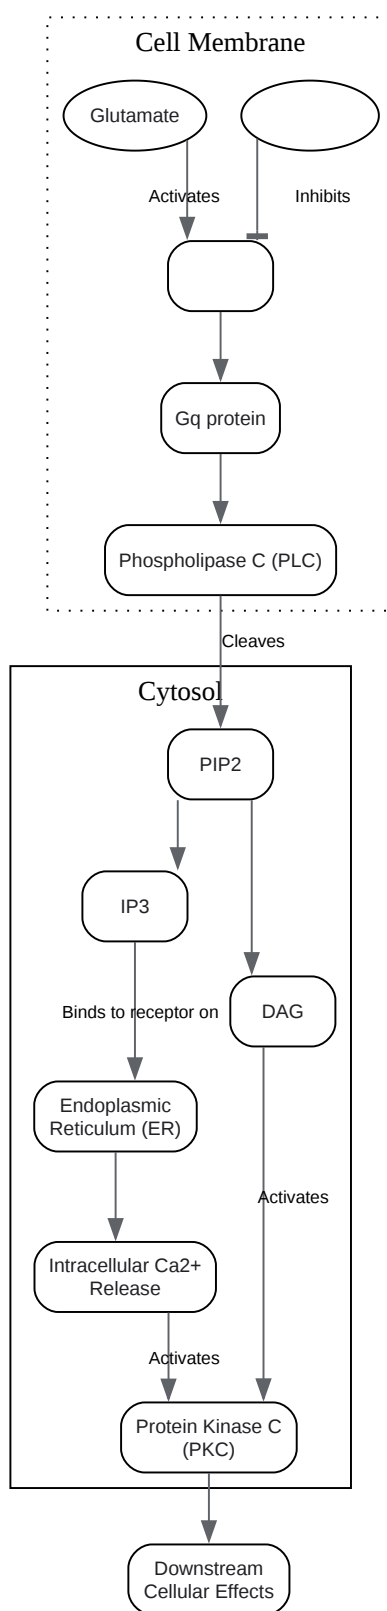 Cell Membrane
Glutamate
Activates
Inhibits
Gq protein
Phospholipase C (PLC)
Cleaves
Cytosol
PIP2
IP3
Binds to receptor on
DAG
Endoplasmic
Reticulum (ER)
Activates
Intracellular Ca2+
Release
Activates
Protein Kinase C
(PKC)
Downstream
Cellular Effects